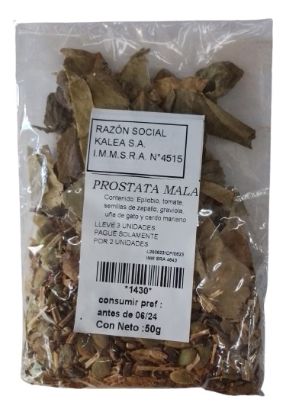 RAZÓN SOCIAL
KALEA S.A.
I.M.M.S.R.A. N°4515
PROSTATA MALA
Contenido: Epilobio, tomate,
semillas de zapato, graviola,
uña de gato y cardo mariano
LLEVE 3 UNIDADES
PAGUE SOLAMENTE
POR 2 UNIDADES
*1430*
consumir pref :
antes de 06/24
Con Neto :50g